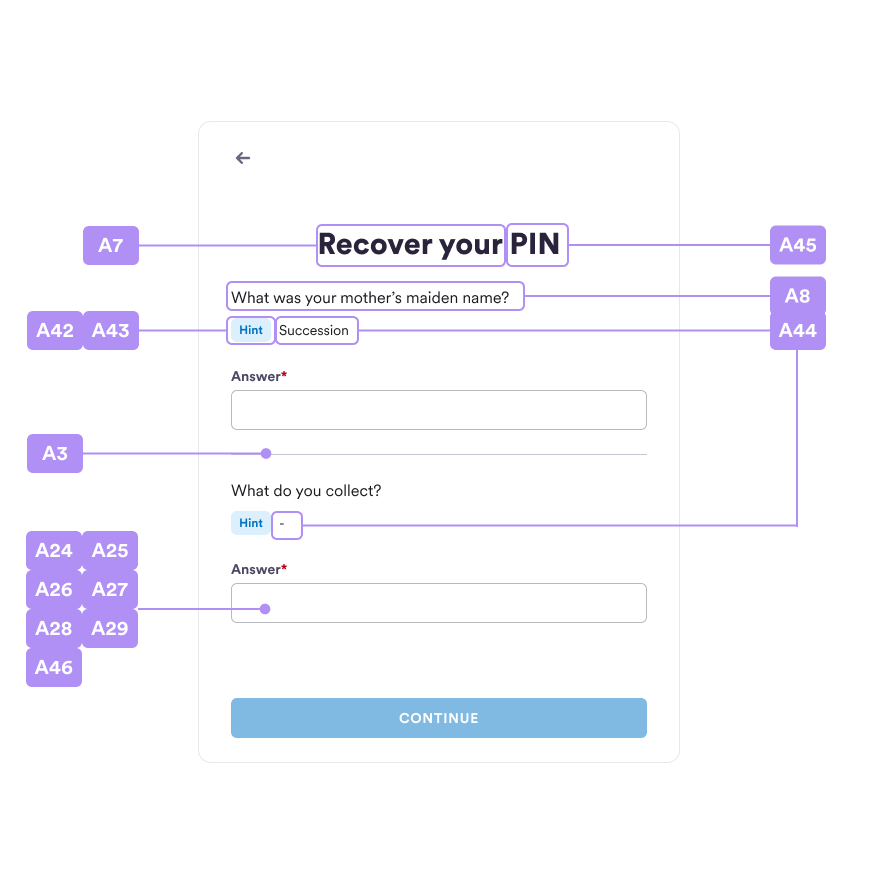 A7
Recover your PIN
A45
What was your mother’s maiden name?
A8
A42 A43
Hint Succession
A44
Answer*
A3
What do you collect?
Hint -
A24 A25
Answer*
A26 A27
A28 A29
A46
CONTINUE